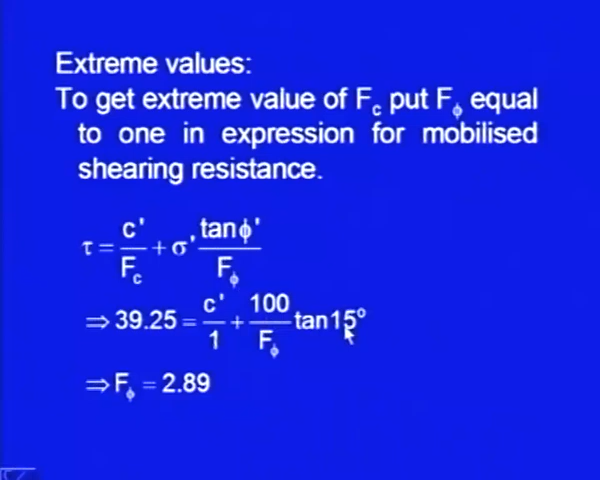 Extreme values:
To get extreme value of F_c put F_ϕ equal
to one in expression for mobilised
shearing resistance.
τ = c'/F_c + σ' tanϕ'/F_ϕ
⇒ 39.25 = c'/1 + 100/F_ϕ tan15°
⇒ F_ϕ = 2.89